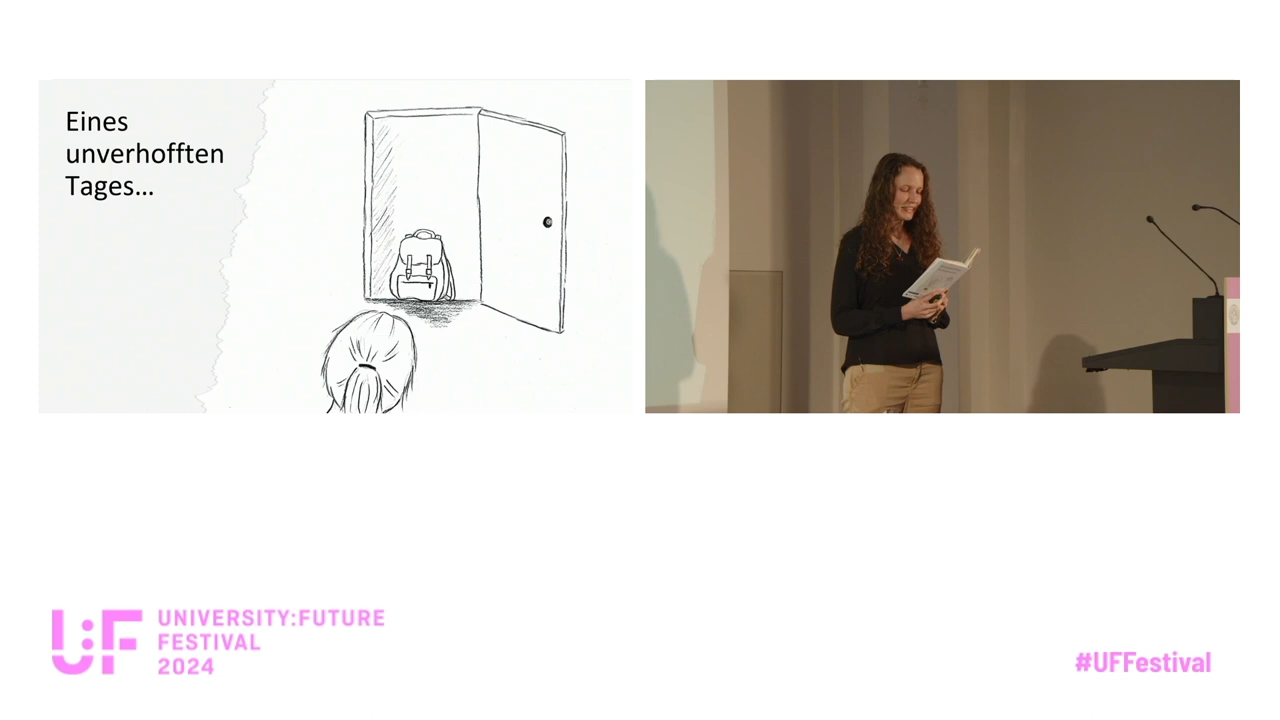 Eines
unverhofften
Tages...
U:F
UNIVERSITY:FUTURE
FESTIVAL
2024
#UFFestival